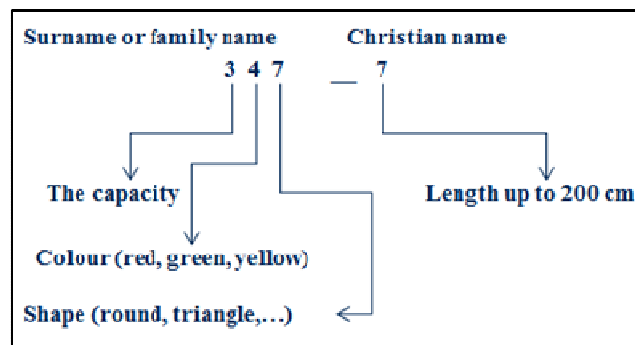 Surname or family name Christian name
3 4 7 _ 7
The capacity Length up to 200 cm
Colour (red, green, yellow)
Shape (round, triangle,...)